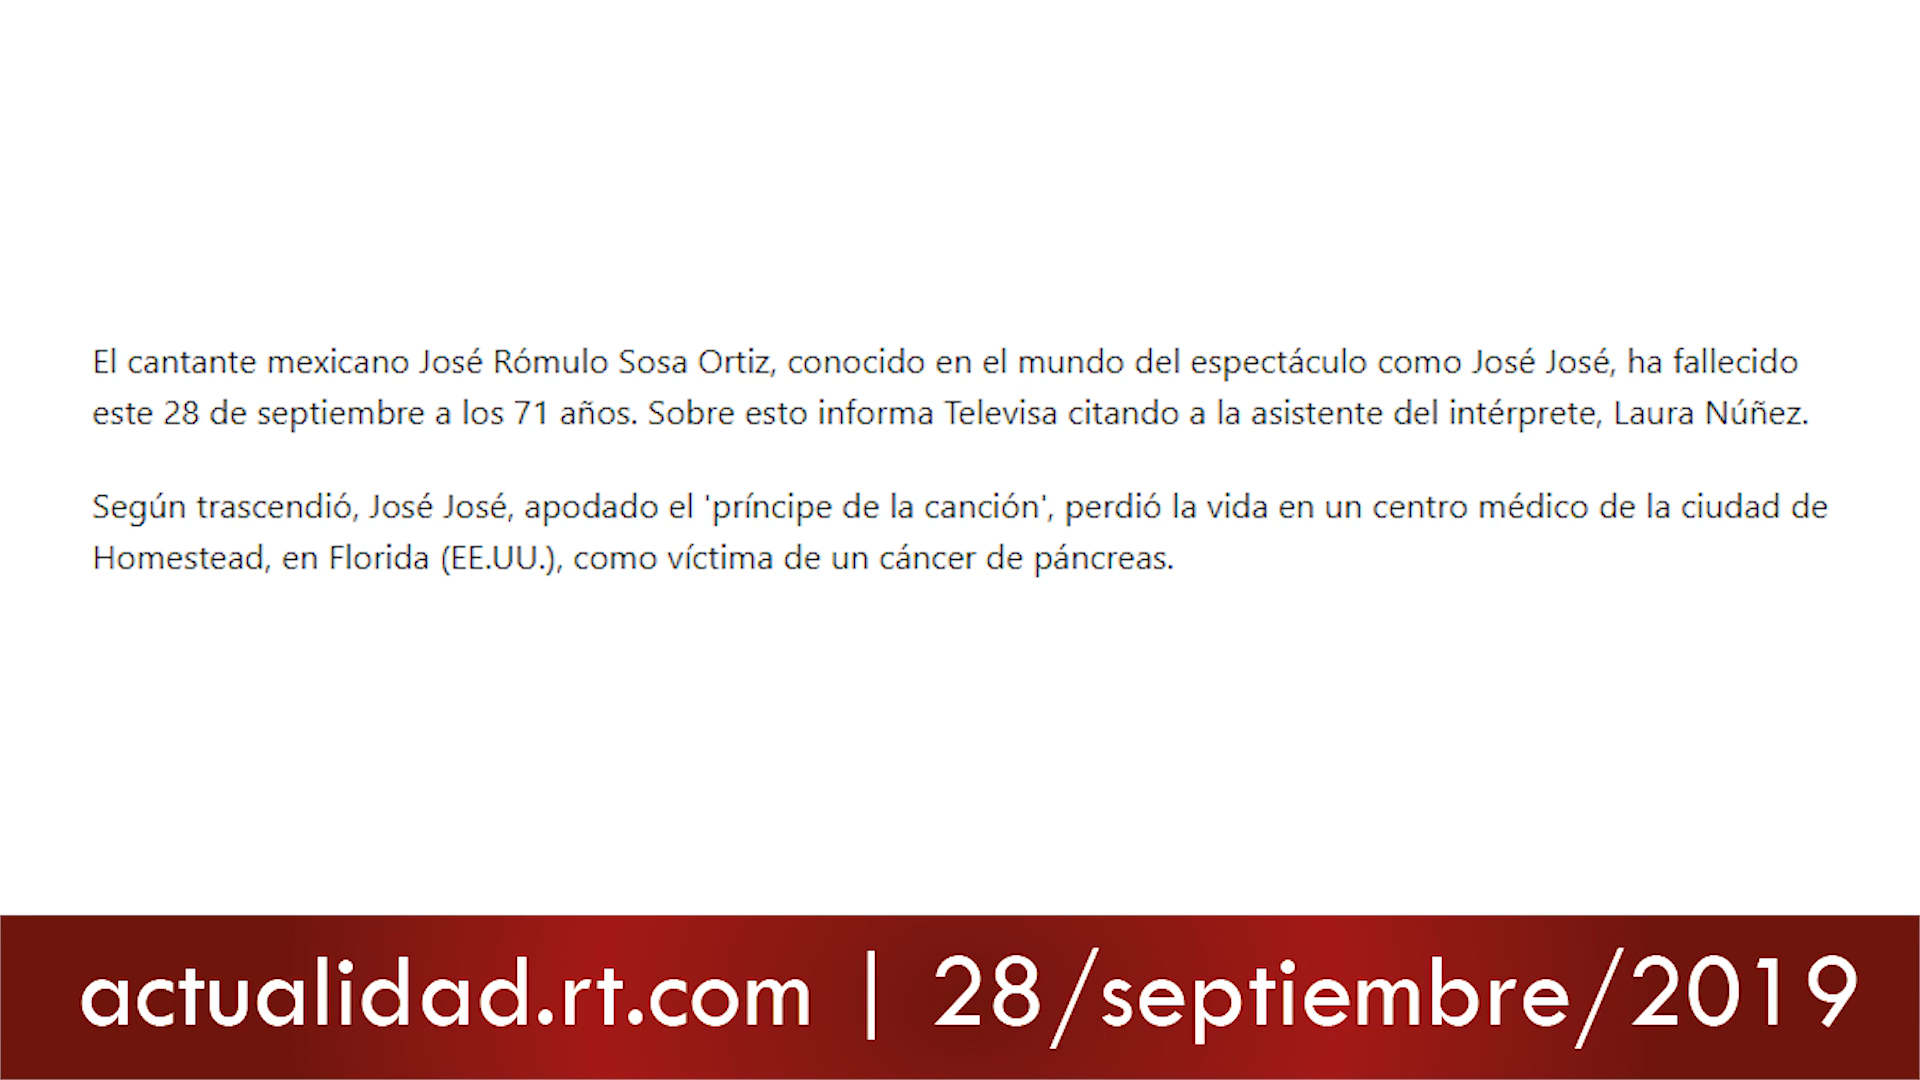 El cantante mexicano José Rómulo Sosa Ortiz, conocido en el mundo del espectáculo como José José, ha fallecido
este 28 de septiembre a los 71 años. Sobre esto informa Televisa citando a la asistente del intérprete, Laura Núñez.
Según trascendió, José José, apodado el 'príncipe de la canción', perdió la vida en un centro médico de la ciudad de
Homestead, en Florida (EE.UU.), como víctima de un cáncer de páncreas.
actualidad.rt.com | 28/septiembre/2019